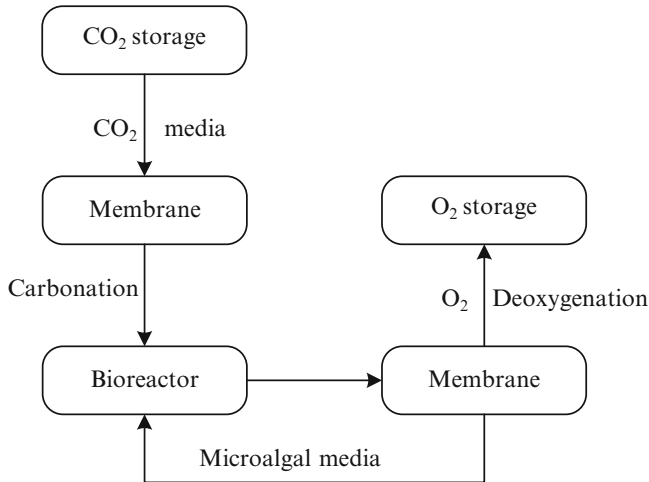 CO₂ storage
CO₂ media
Membrane
O₂ storage
Carbonation
O₂ Deoxygenation
Bioreactor
Membrane
Microalgal media